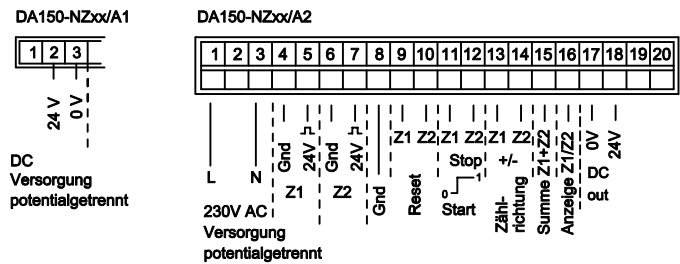 DA150-NZxx/A1
1 2 3
24 V
0 V
DC
Versorgung
potentialgetrennt
DA150-NZxx/A2
1 2 3 4 5 6 7 8 9 10 11 12 13 14 15 16 17 18 19 20
L
N
230V AC
Versorgung
potentialgetrennt
Gnd
24V
Z1
Gnd
24V
Z2
Gnd
Z1 Z2
Reset
Z1 Z2
Stop
0 1
Start
Z1 Z2
+/-
Zähl-
richtung
Summe Z1+Z2
Anzeige Z1/Z2
0V
24V
DC
out